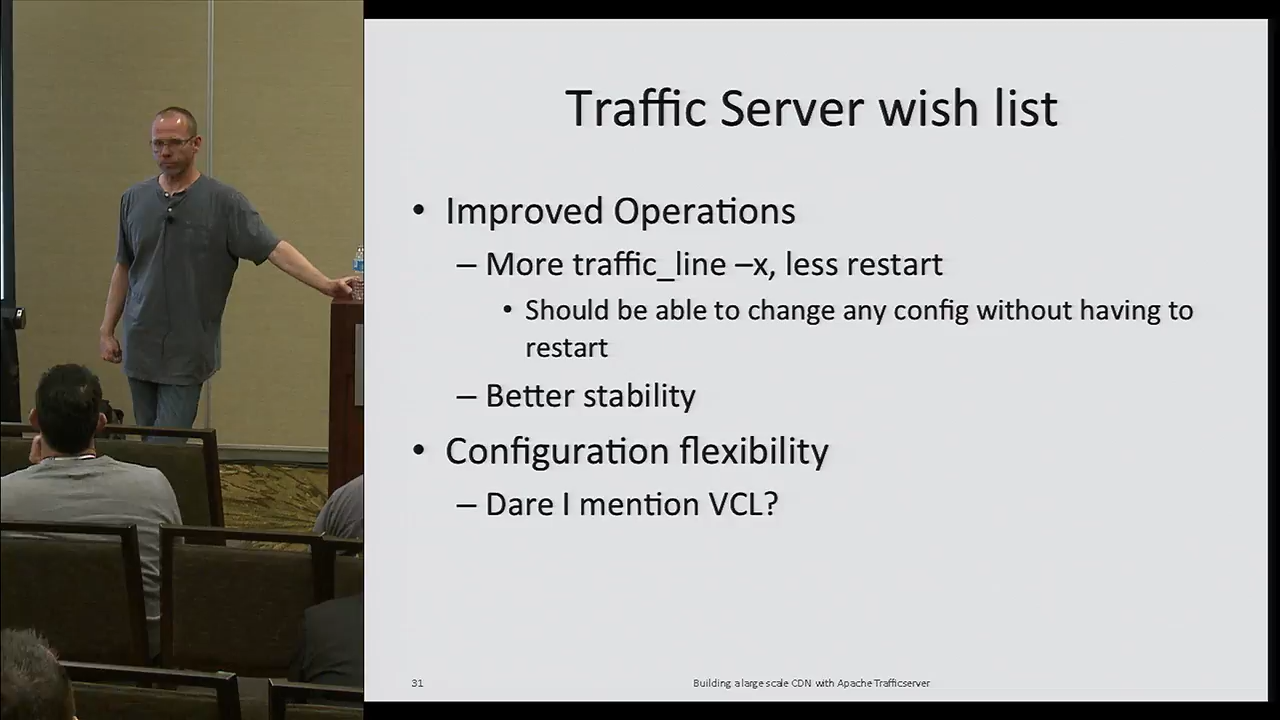 Traffic Server wish list
• Improved Operations
– More traffic_line –x, less restart
• Should be able to change any config without having to
restart
– Better stability
• Configuration flexibility
– Dare I mention VCL?
31
Building a large scale CDN with Apache Trafficserver